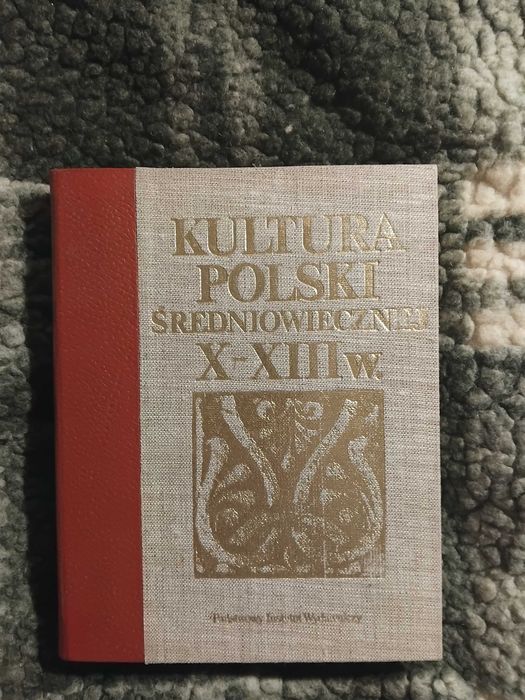 KULTURA
POLSKI
ŚREDNIOWIECZNEJ
X-XIII w.
Państwowy Instytut Wydawniczy